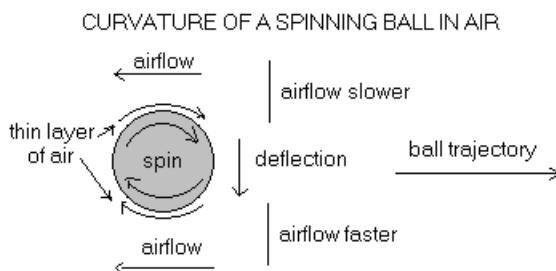 CURVATURE OF A SPINNING BALL IN AIR
airflow
airflow slower
thin layer
of air
spin
deflection
ball trajectory
airflow faster
airflow